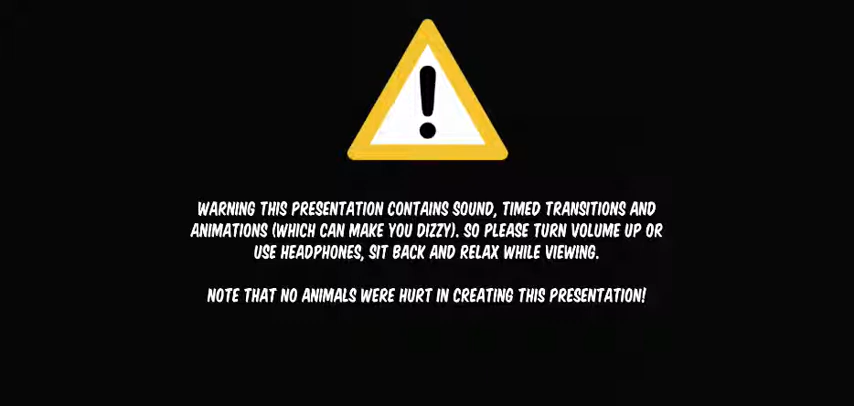 WARNING THIS PRESENTATION CONTAINS SOUND, TIMED TRANSITIONS AND
ANIMATIONS (WHICH CAN MAKE YOU DIZZY). SO PLEASE TURN VOLUME UP OR
USE HEADPHONES, SIT BACK AND RELAX WHILE VIEWING.
NOTE THAT NO ANIMALS WERE HURT IN CREATING THIS PRESENTATION!